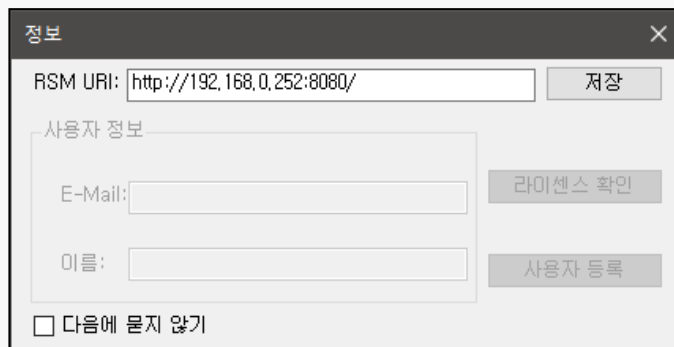 정보
RSM URI: http://192.168.0.252:8080/ 저장
사용자 정보
E-Mail: 라이센스 확인
이름: 사용자 등록
다음에 묻지 않기